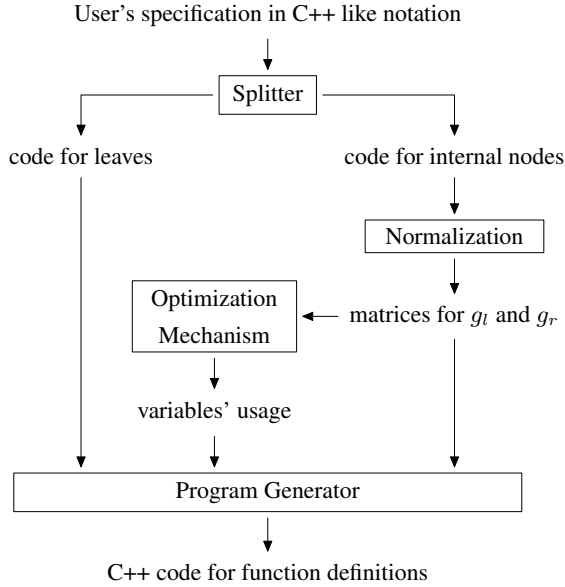 User's specification in C++ like notation
Splitter
code for leaves
code for internal nodes
Normalization
Optimization
Mechanism
matrices for g_l and g_r
variables' usage
Program Generator
C++ code for function definitions